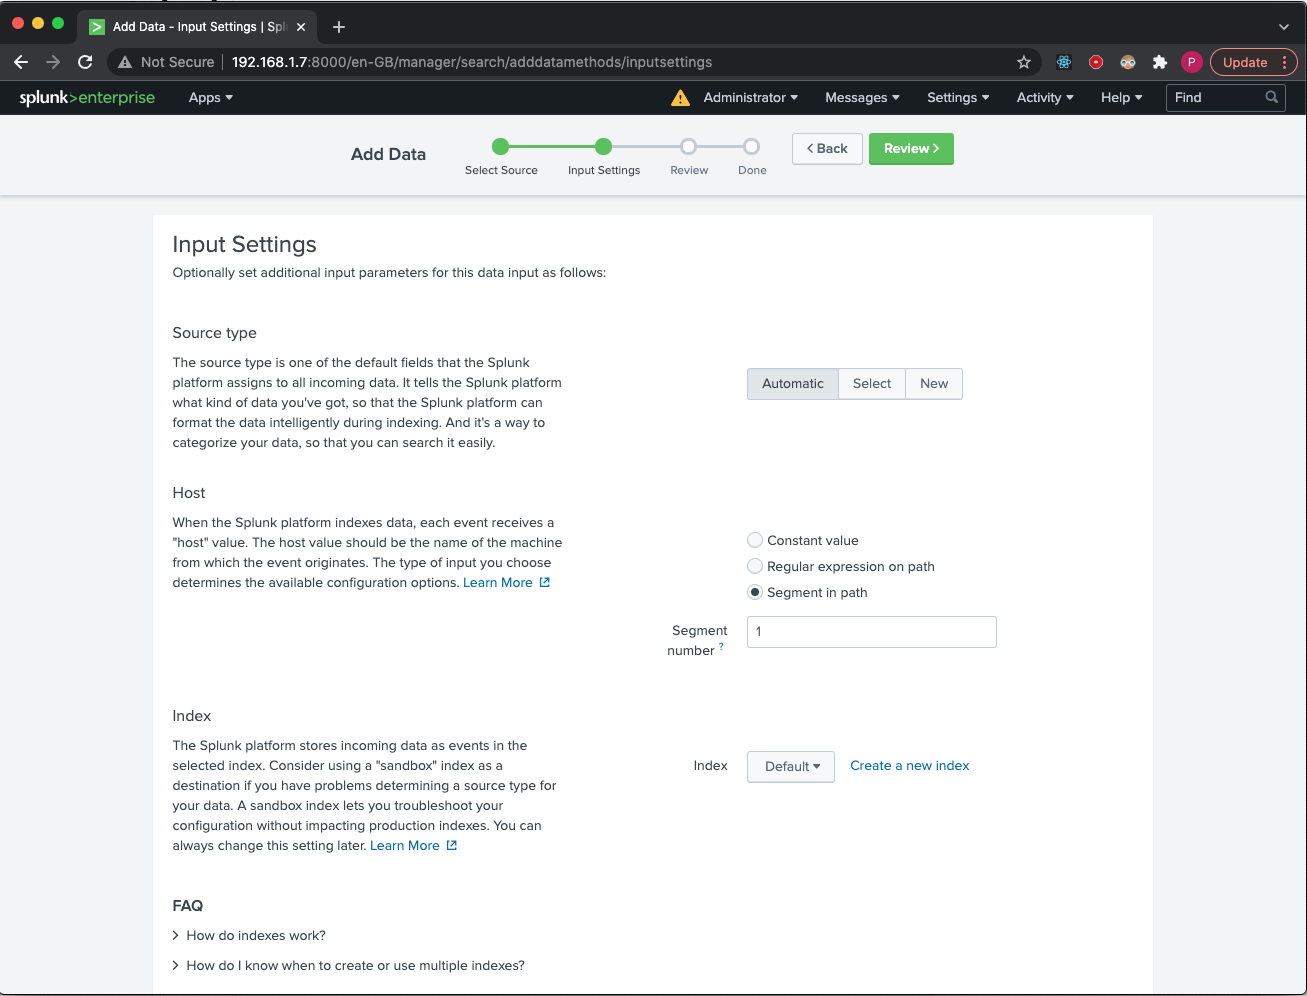 Add Data - Input Settings | Spl
Not Secure 192.168.1.7:8000/en-GB/manager/search/adddatamethods/inputsettings P Update
splunk>enterprise Apps Administrator Messages Settings Activity Help Find
Add Data Select Source Input Settings Review Done < Back Review >
Input Settings
Optionally set additional input parameters for this data input as follows:
Source type
The source type is one of the default fields that the Splunk
platform assigns to all incoming data. It tells the Splunk platform
what kind of data you've got, so that the Splunk platform can
format the data intelligently during indexing. And it's a way to
categorize your data, so that you can search it easily.
Automatic Select New
Host
When the Splunk platform indexes data, each event receives a
"host" value. The host value should be the name of the machine
from which the event originates. The type of input you choose
determines the available configuration options. Learn More
Constant value
Regular expression on path
Segment in path
Segment
number ?
1
Index
The Splunk platform stores incoming data as events in the
selected index. Consider using a "sandbox" index as a
destination if you have problems determining a source type for
your data. A sandbox index lets you troubleshoot your
configuration without impacting production indexes. You can
always change this setting later. Learn More
Index Default Create a new index
FAQ
> How do indexes work?
> How do I know when to create or use multiple indexes?